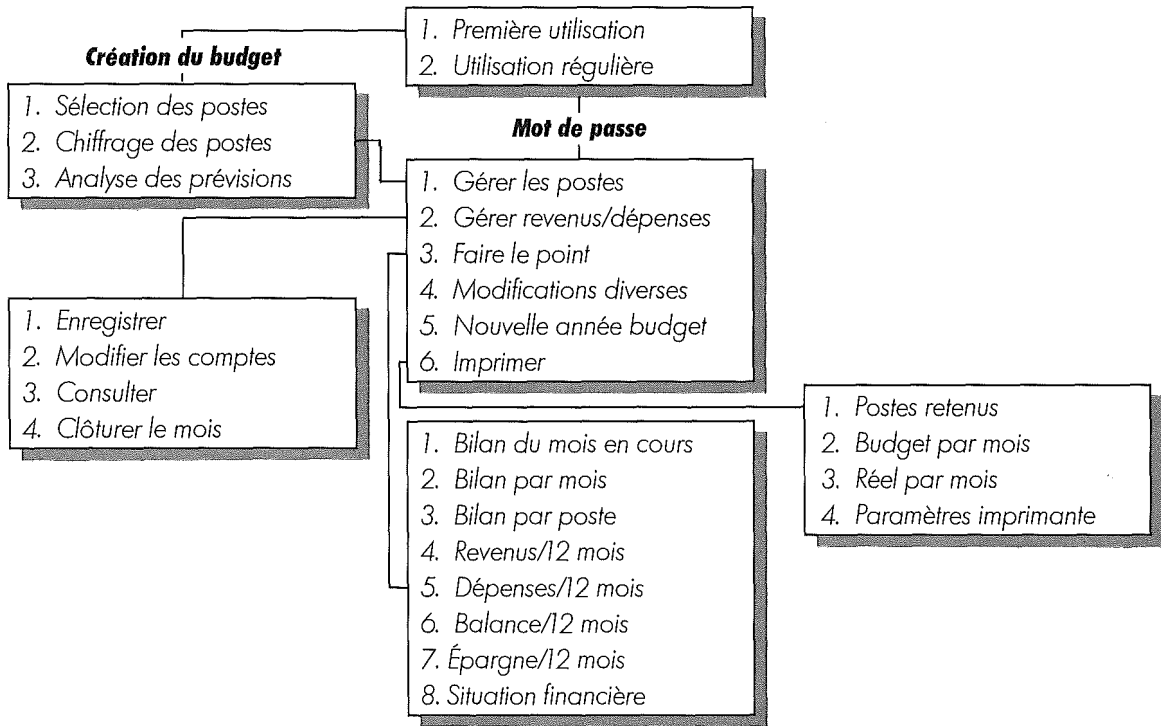 1. Première utilisation
2. Utilisation régulière
Création du budget
1. Sélection des postes
2. Chiffrage des postes
3. Analyse des prévisions
Mot de passe
1. Gérer les postes
2. Gérer revenus/dépenses
3. Faire le point
4. Modifications diverses
5. Nouvelle année budget
6. Imprimer
1. Enregistrer
2. Modifier les comptes
3. Consulter
4. Clôturer le mois
1. Postes retenus
2. Budget par mois
3. Réel par mois
4. Paramètres imprimante
1. Bilan du mois en cours
2. Bilan par mois
3. Bilan par poste
4. Revenus/12 mois
5. Dépenses/12 mois
6. Balance/12 mois
7. Épargne/12 mois
8. Situation financière